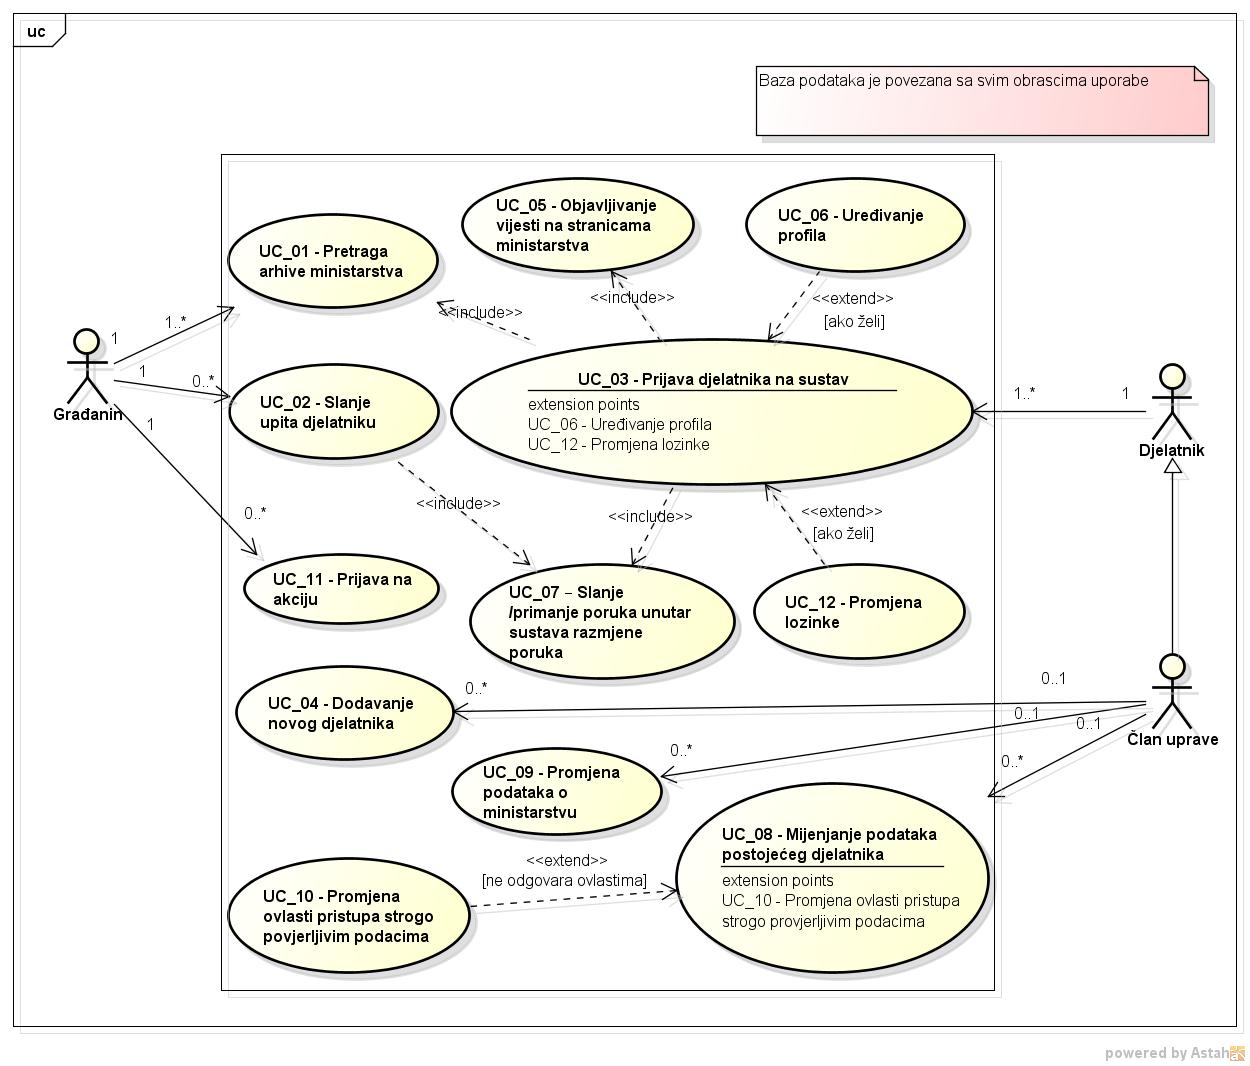 uc
Baza podataka je povezana sa svim obrascima uporabe
UC_05 - Objavljivanje
vijesti na stranicama
ministarstva
UC_06 - Uređivanje
profila
UC_01 - Pretraga
arhive ministarstva
<<include>>
<<include>>
<<extend>>
[ako želi]
1..*
1
1
0..*
1
Građanin
UC_02 - Slanje
upita djelatniku
UC_03 - Prijava djelatnika na sustav
extension points
UC_06 - Uređivanje profila
UC_12 - Promjena lozinke
1..*
1
Djelatnik
<<include>>
<<include>>
<<extend>>
[ako želi]
0..*
UC_11 - Prijava na
akciju
UC_07 – Slanje
/primanje poruka unutar
sustava razmjene
poruka
UC_12 - Promjena
lozinke
UC_04 - Dodavanje
novog djelatnika
0..*
0..1
0..1
0..1
Član uprave
0..*
0..*
UC_09 - Promjena
podataka o
ministarstvu
UC_08 - Mijenjanje podataka
postojećeg djelatnika
extension points
UC_10 - Promjena ovlasti pristupa
strogo provjerljivim podacima
<<extend>>
[ne odgovara ovlastima]
UC_10 - Promjena
ovlasti pristupa strogo
povjerljivim podacima
powered by Astah